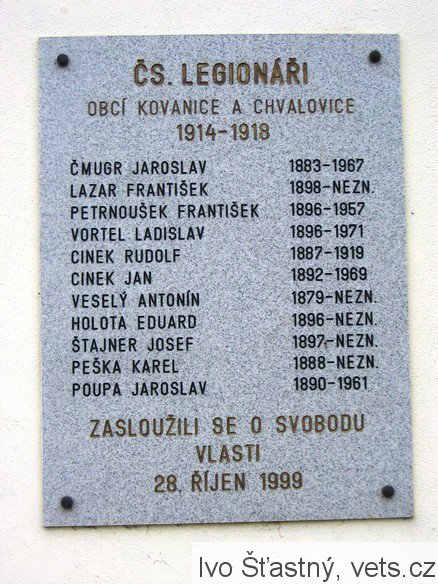 ČS. LEGIONÁŘI
OBCÍ KOVANICE A CHVALOVICE
1914-1918
ČMUGR JAROSLAV 1883-1967
LAZAR FRANTIŠEK 1898-NEZN.
PETRNOUŠEK FRANTIŠEK 1896-1957
VORTEL LADISLAV 1896-1971
CINEK RUDOLF 1887-1919
CINEK JAN 1892-1969
VESELÝ ANTONÍN 1879-NEZN.
HOLOTA EDUARD 1896-NEZN.
ŠTAJNER JOSEF 1897-NEZN.
PEŠKA KAREL 1888-NEZN.
POUPA JAROSLAV 1890-1961
ZASLOUŽILI SE O SVOBODU
VLASTI
28. ŘÍJEN 1999
Ivo Šťastný, vets.cz